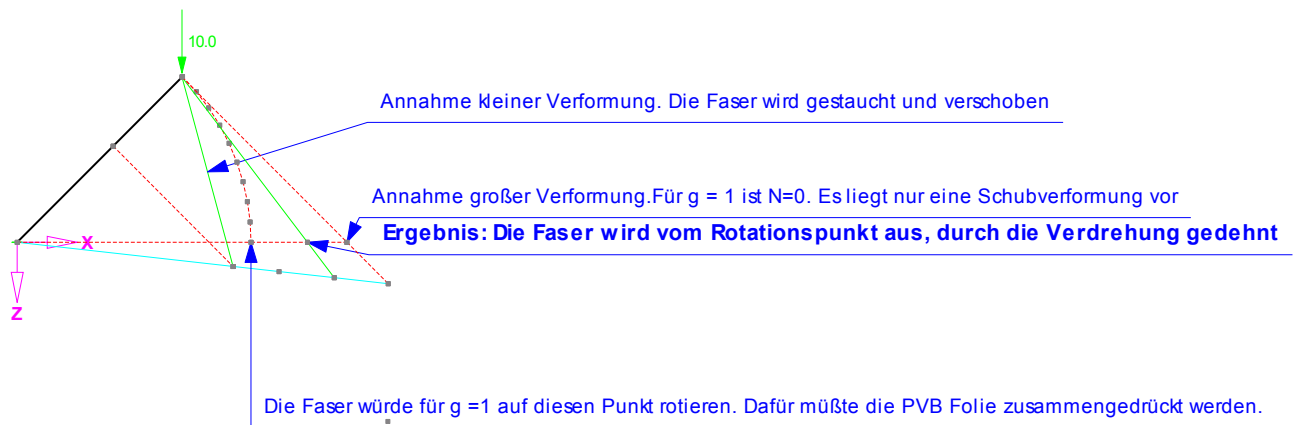 10.0
Annahme kleiner Verformung. Die Faser wird gestaucht und verschoben
Annahme großer Verformung.Für g = 1 ist N=0. Es liegt nur eine Schubverformung vor
Ergebnis: Die Faser wird vom Rotationspunkt aus, durch die Verdrehung gedehnt
X
Z
Die Faser würde für g =1 auf diesen Punkt rotieren. Dafür müßte die PVB Folie zusammengedrückt werden.